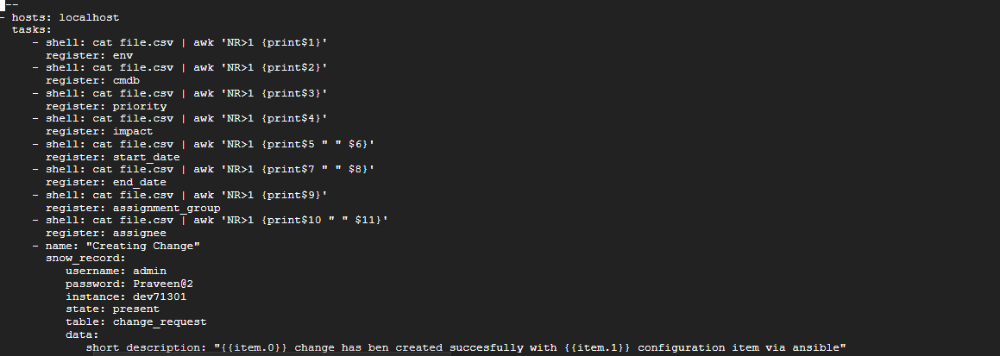 ---
- hosts: localhost
  tasks:
     - shell: cat file.csv | awk 'NR>1 {print$1}'
       register: env
     - shell: cat file.csv | awk 'NR>1 {print$2}'
       register: cmdb
     - shell: cat file.csv | awk 'NR>1 {print$3}'
       register: priority
     - shell: cat file.csv | awk 'NR>1 {print$4}'
       register: impact
     - shell: cat file.csv | awk 'NR>1 {print$5 " " $6}'
       register: start_date
     - shell: cat file.csv | awk 'NR>1 {print$7 " " $8}'
       register: end_date
     - shell: cat file.csv | awk 'NR>1 {print$9}'
       register: assignment_group
     - shell: cat file.csv | awk 'NR>1 {print$10 " " $11}'
       register: assignee
     - name: "Creating Change"
       snow_record:
          username: admin
          password: Praveen@2
          instance: dev71301
          state: present
          table: change_request
          data:
             short_description: "{{item.0}} change has ben created succesfully with {{item.1}} configuration item via ansible"